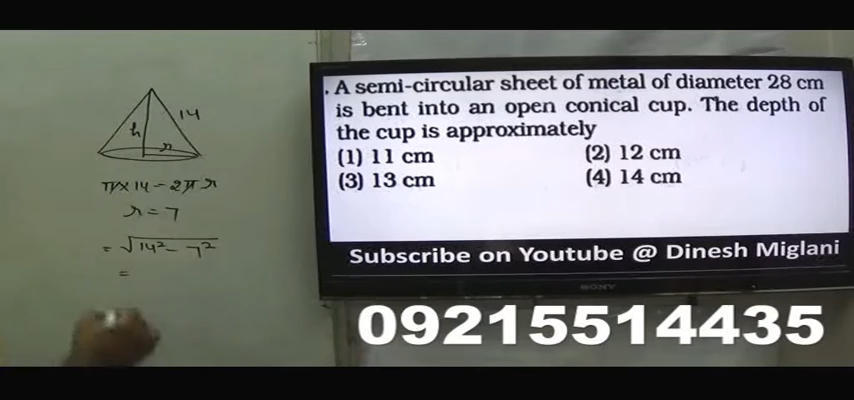 14
h
r
π × 14 = 2π r
r = 7
= √14² - 7²
=
. A semi-circular sheet of metal of diameter 28 cm
is bent into an open conical cup. The depth of
the cup is approximately
(1) 11 cm (2) 12 cm
(3) 13 cm (4) 14 cm
Subscribe on Youtube @ Dinesh Miglani
SONY
09215514435